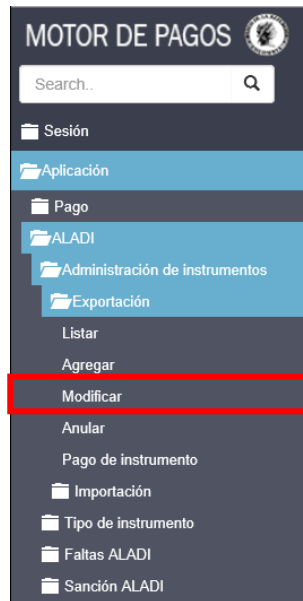 MOTOR DE PAGOS
Search..
Sesión
Aplicación
Pago
ALADI
Administración de instrumentos
Exportación
Listar
Agregar
Modificar
Anular
Pago de instrumento
Importación
Tipo de instrumento
Faltas ALADI
Sanción ALADI